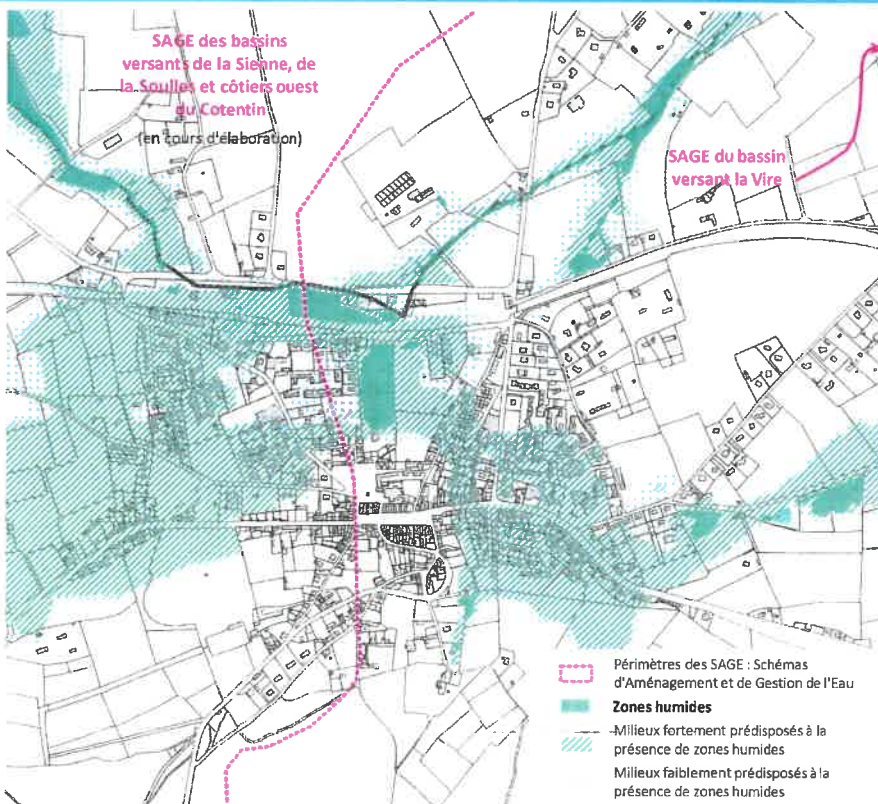 SAGE des bassins
versants de la Sienne, de
la Soulles et côtiers ouest
du Cotentin
(en cours d'élaboration)
SAGE du bassin
versant la Vire
Périmètres des SAGE : Schémas
d'Aménagement et de Gestion de l'Eau
Zones humides
Milieux fortement prédisposés à la
présence de zones humides
Milieux faiblement prédisposés à la
présence de zones humides